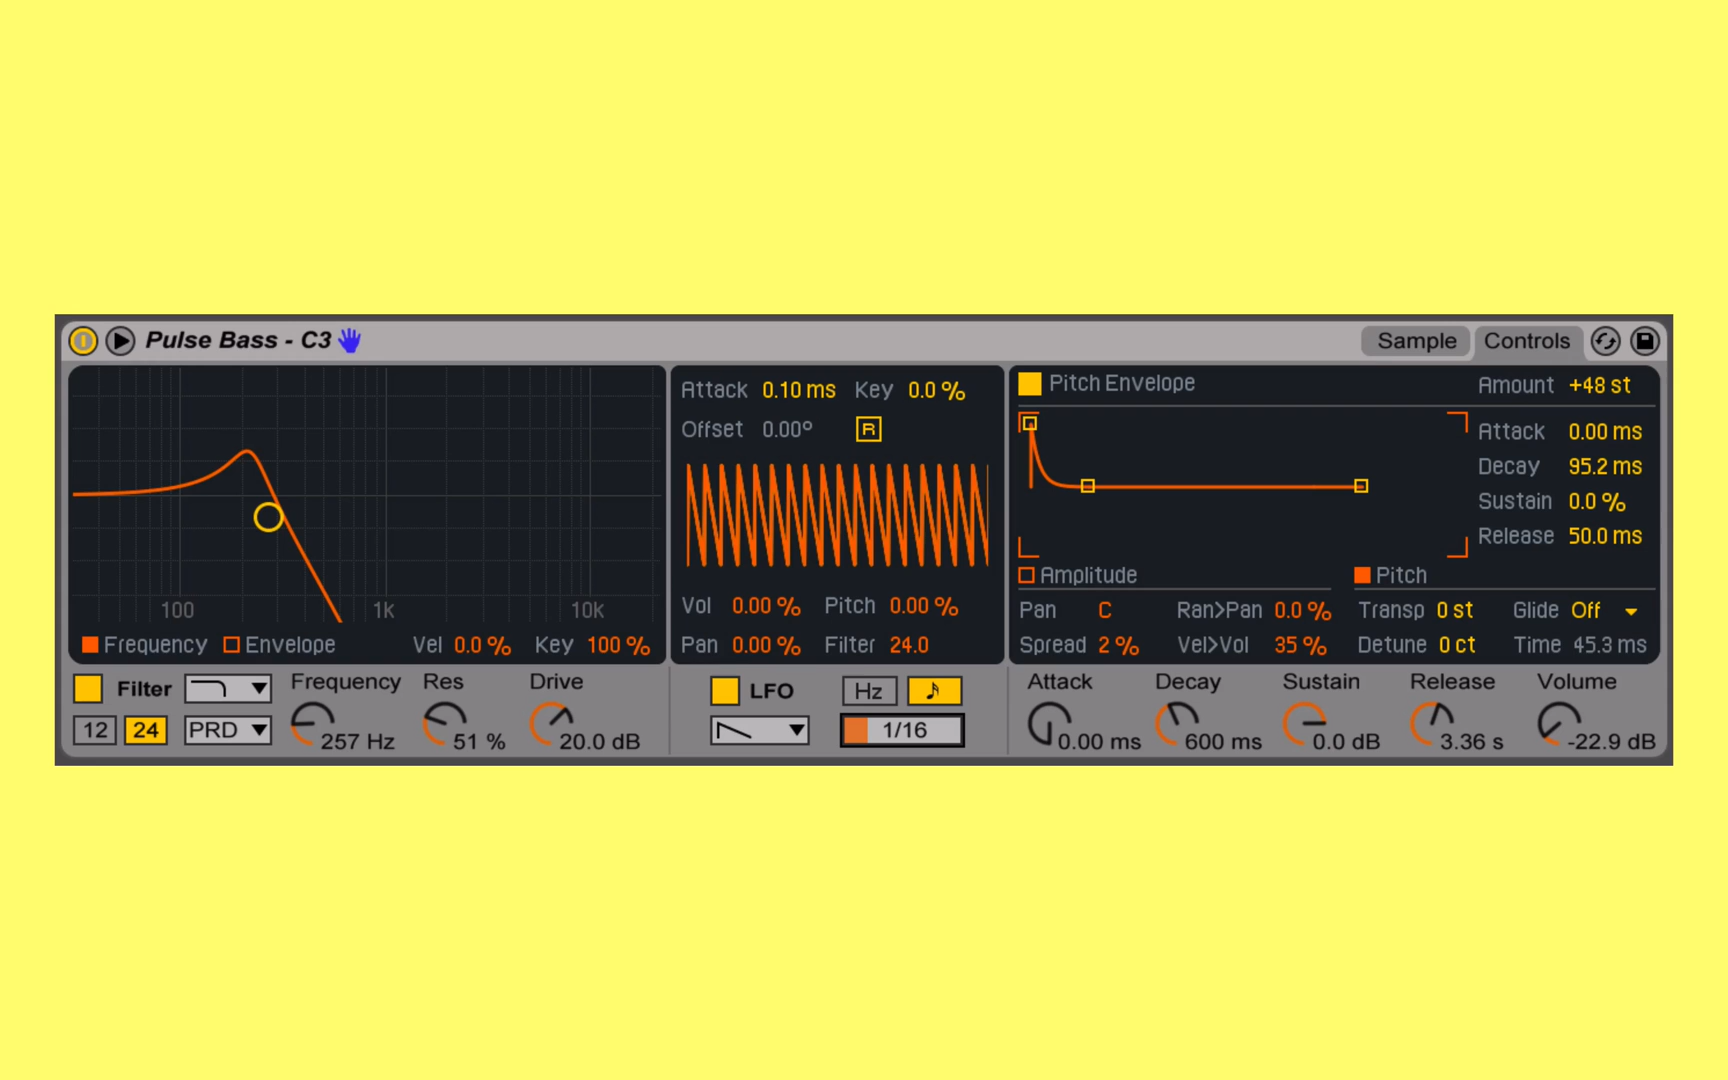 Pulse Bass - C3
Sample Controls
100 1k 10k
Frequency Envelope Vel 0.0 % Key 100 %
Filter
12 24 PRD
Frequency 257 Hz
Res 51 %
Drive 20.0 dB
Attack 0.10 ms Key 0.0 %
Offset 0.00° R
Vol 0.00 % Pitch 0.00 %
Pan 0.00 % Filter 24.0
LFO Hz
1/16
Pitch Envelope Amount +48 st
Attack 0.00 ms
Decay 95.2 ms
Sustain 0.0 %
Release 50.0 ms
Amplitude Pitch
Pan C Ran>Pan 0.0 % Transp 0 st Glide Off
Spread 2 % Vel>Vol 35 % Detune 0 ct Time 45.3 ms
Attack Decay Sustain Release Volume
0.00 ms 600 ms 0.0 dB 3.36 s -22.9 dB